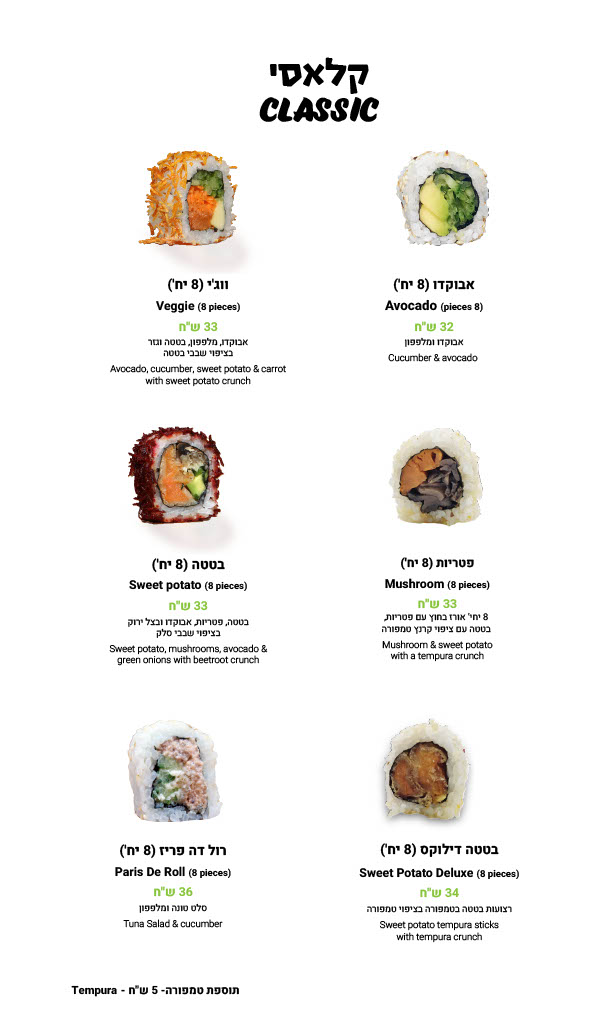 קלאסי
CLASSIC
ווג'י (8 יח')
Veggie (8 pieces)
33 ש"ח
אבוקדו, מלפפון, בטטה וגזר
בציפוי שבבי בטטה
Avocado, cucumber, sweet potato & carrot
with sweet potato crunch
אבוקדו (8 יח')
Avocado (pieces 8)
32 ש"ח
אבוקדו ומלפפון
Cucumber & avocado
בטטה (8 יח')
Sweet potato (8 pieces)
33 ש"ח
בטטה, פטריות, אבוקדו ובצל ירוק
בציפוי שבבי סלק
Sweet potato, mushrooms, avocado &
green onions with beetroot crunch
פטריות (8 יח')
Mushroom (8 pieces)
33 ש"ח
8 יחי' אורז בחוץ עם פטריות,
בטטה עם ציפוי קרנץ טמפורה
Mushroom & sweet potato
with a tempura crunch
רול דה פריז (8 יח')
Paris De Roll (8 pieces)
36 ש"ח
סלט טונה ומלפפון
Tuna Salad & cucumber
בטטה דילוקס (8 יח')
Sweet Potato Deluxe (8 pieces)
34 ש"ח
רצועות בטטה בטמפורה בציפוי טמפורה
Sweet potato tempura sticks
with tempura crunch
תוספת טמפורה- 5 ש"ח - Tempura